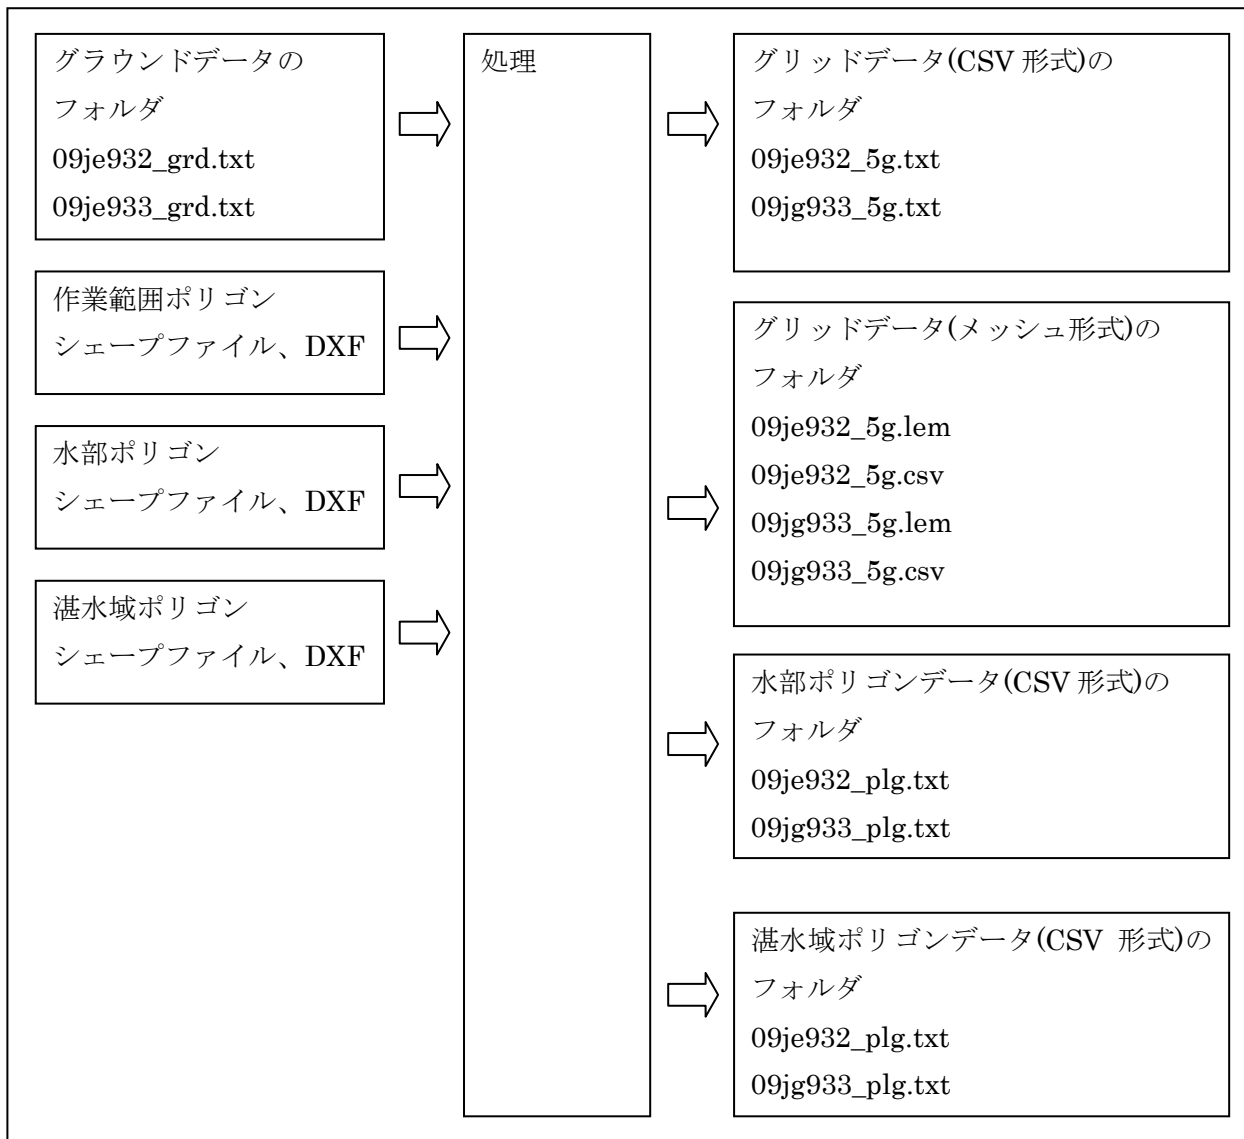 グラウンドデータの
フォルダ
09je932_grd.txt
09je933_grd.txt
作業範囲ポリゴン
シェープファイル、DXF
水部ポリゴン
シェープファイル、DXF
湛水域ポリゴン
シェープファイル、DXF
処理
グリッドデータ(CSV 形式)の
フォルダ
09je932_5g.txt
09jg933_5g.txt
グリッドデータ(メッシュ形式)の
フォルダ
09je932_5g.lem
09je932_5g.csv
09jg933_5g.lem
09jg933_5g.csv
水部ポリゴンデータ(CSV 形式)の
フォルダ
09je932_plg.txt
09jg933_plg.txt
湛水域ポリゴンデータ(CSV 形式)の
フォルダ
09je932_plg.txt
09jg933_plg.txt